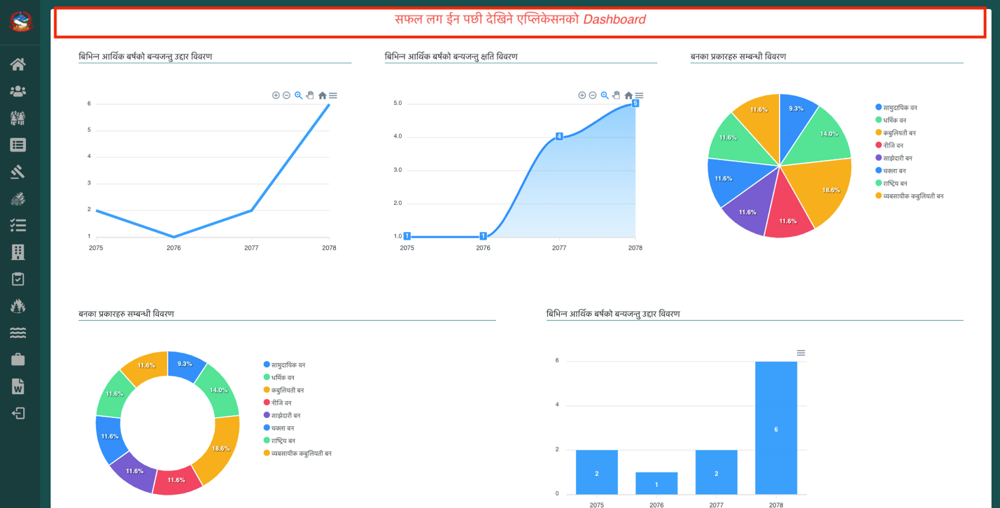 सफल लग ईन पछी देखिने एप्लिकेसनको Dashboard
बिभिन्न आर्थिक बर्षको बन्यजन्तु उद्दार विवरण
6
5
4
3
2
1
2075 2076 2077 2078
बिभिन्न आर्थिक बर्षको बन्यजन्तु क्षति विवरण
5.0
4.0
3.0
2.0
1.0
1 1 4 5
2075 2076 2077 2078
बनका प्रकारहरु सम्बन्धी विवरण
9.3%
14.0%
18.6%
11.6%
11.6%
11.6%
11.6%
11.6%
सामुदायिक वन
धर्मिक वन
कबुलियती बन
नीजि वन
साझेदारी बन
चक्ला बन
राष्ट्रिय बन
व्यबसायीक कबुलियती बन
बनका प्रकारहरु सम्बन्धी विवरण
9.3%
14.0%
18.6%
11.6%
11.6%
11.6%
11.6%
11.6%
सामुदायिक वन
धर्मिक वन
कबुलियती बन
नीजि वन
साझेदारी बन
चक्ला बन
राष्ट्रिय बन
व्यबसायीक कबुलियती बन
बिभिन्न आर्थिक बर्षको बन्यजन्तु उद्दार विवरण
6
4
2
0
2 1 2 6
2075 2076 2077 2078
W